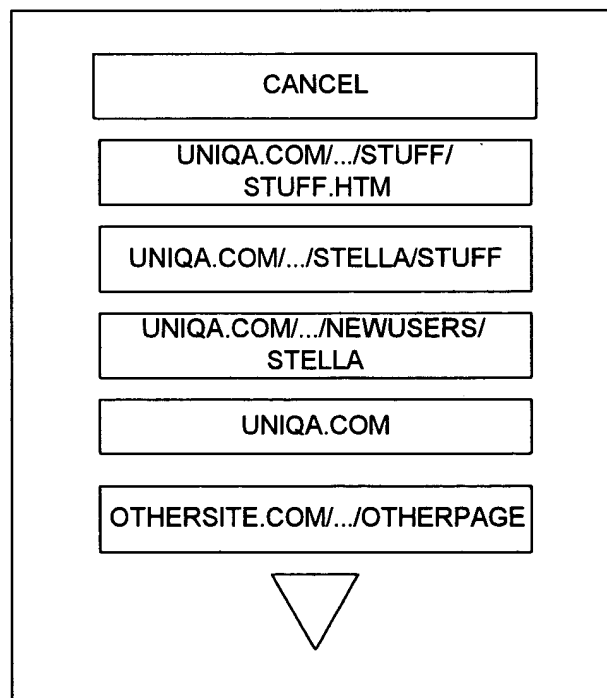 CANCEL
UNIQA.COM/.../STUFF/
STUFF.HTM
UNIQA.COM/.../STELLA/STUFF
UNIQA.COM/.../NEWUSERS/
STELLA
UNIQA.COM
OTHERSITE.COM/.../OTHERPAGE